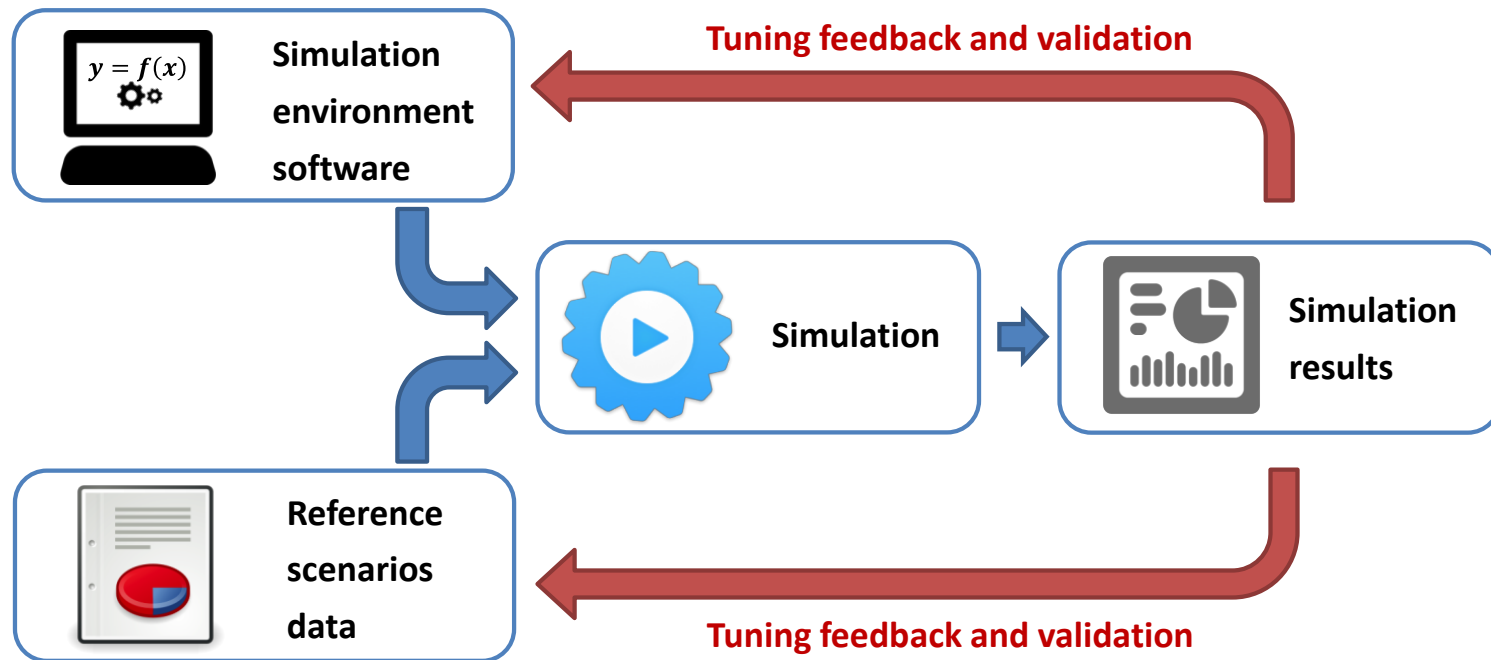 Tuning feedback and validation
y = f(x)
Simulation
environment
software
Simulation
Simulation
results
Reference
scenarios
data
Tuning feedback and validation